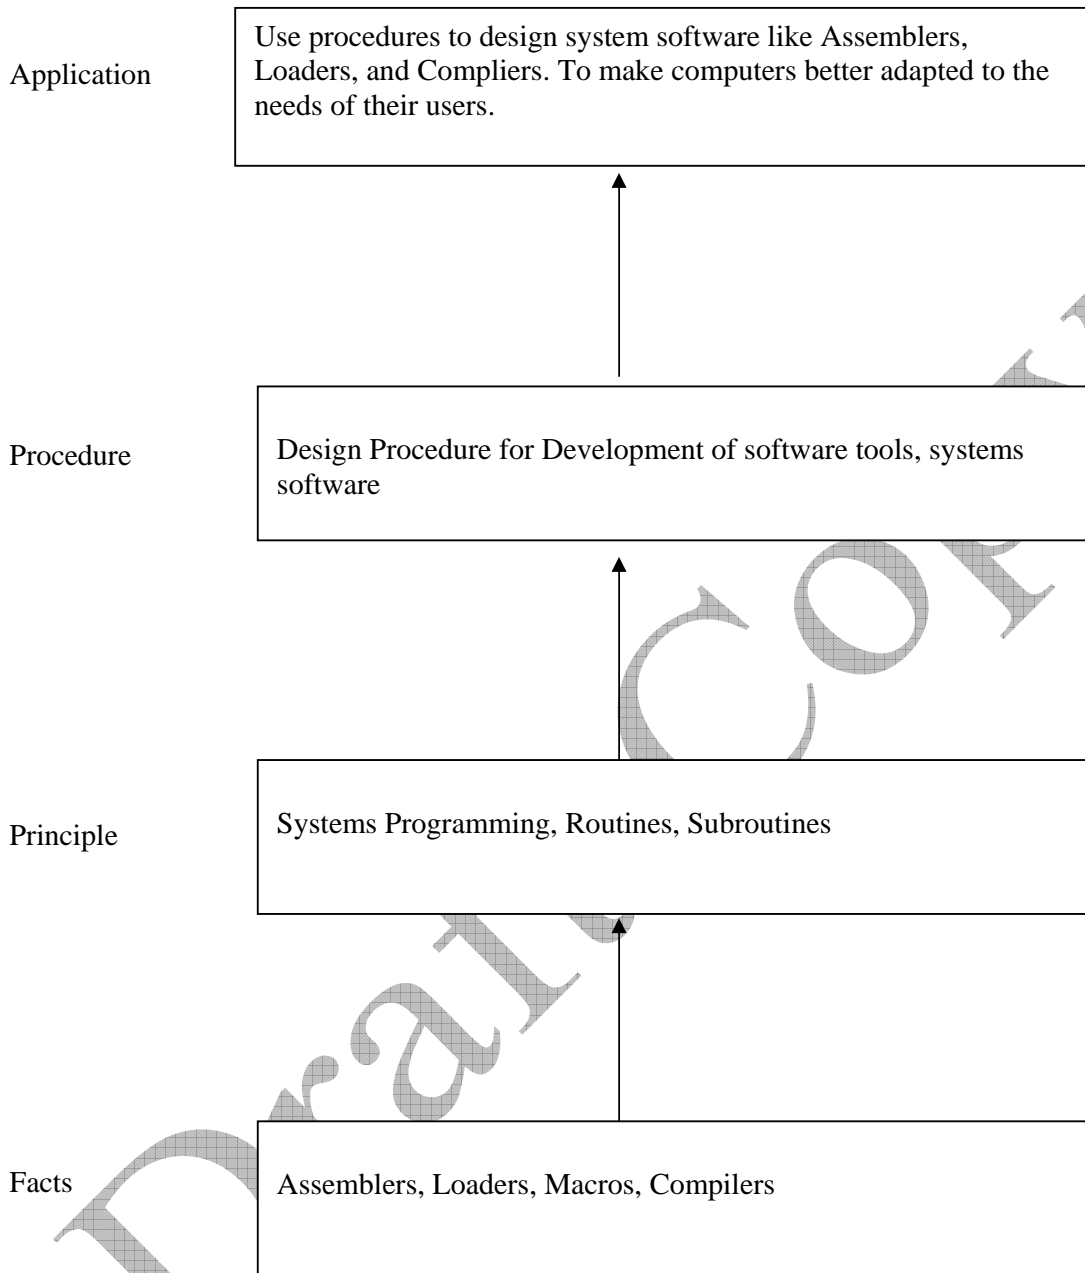 Application
Use procedures to design system software like Assemblers,
Loaders, and Compliers. To make computers better adapted to the
needs of their users.
Procedure
Design Procedure for Development of software tools, systems
software
Principle
Systems Programming, Routines, Subroutines
Facts
Assemblers, Loaders, Macros, Compilers
Draft Cop